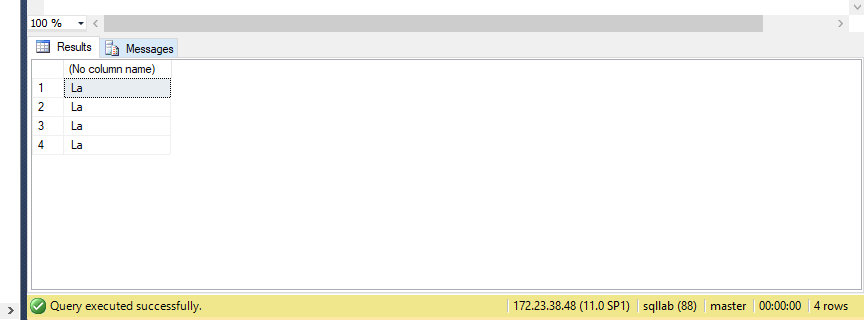 100 %
Results Messages
(No column name)
1 La
2 La
3 La
4 La
Query executed successfully. 172.23.38.48 (11.0 SP1) sqllab (88) master 00:00:00 4 rows